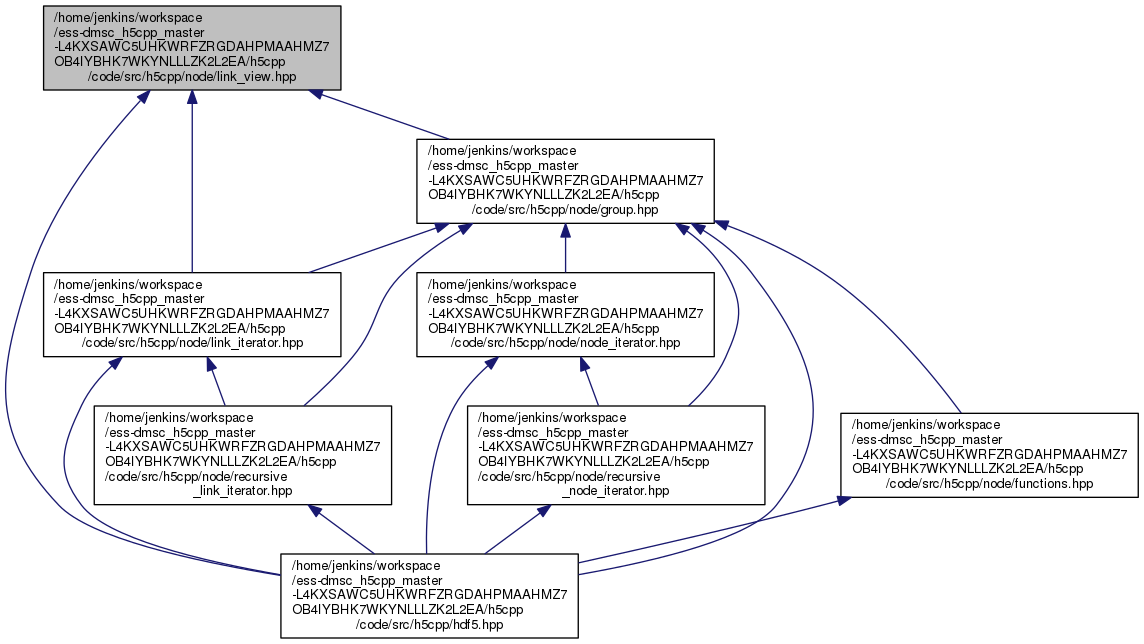 /home/jenkins/workspace
/ess-dmsc_h5cpp_master
-L4KXSAWC5UHKWRFZRGDAHPMAAHMZ7
OB4IYBHK7WKYNLLLZK2L2EA/h5cpp
/code/src/h5cpp/node/link_view.hpp
/home/jenkins/workspace
/ess-dmsc_h5cpp_master
-L4KXSAWC5UHKWRFZRGDAHPMAAHMZ7
OB4IYBHK7WKYNLLLZK2L2EA/h5cpp
/code/src/h5cpp/node/group.hpp
/home/jenkins/workspace
/ess-dmsc_h5cpp_master
-L4KXSAWC5UHKWRFZRGDAHPMAAHMZ7
OB4IYBHK7WKYNLLLZK2L2EA/h5cpp
/code/src/h5cpp/node/link_iterator.hpp
/home/jenkins/workspace
/ess-dmsc_h5cpp_master
-L4KXSAWC5UHKWRFZRGDAHPMAAHMZ7
OB4IYBHK7WKYNLLLZK2L2EA/h5cpp
/code/src/h5cpp/node/node_iterator.hpp
/home/jenkins/workspace
/ess-dmsc_h5cpp_master
-L4KXSAWC5UHKWRFZRGDAHPMAAHMZ7
OB4IYBHK7WKYNLLLZK2L2EA/h5cpp
/code/src/h5cpp/node/recursive
_link_iterator.hpp
/home/jenkins/workspace
/ess-dmsc_h5cpp_master
-L4KXSAWC5UHKWRFZRGDAHPMAAHMZ7
OB4IYBHK7WKYNLLLZK2L2EA/h5cpp
/code/src/h5cpp/node/recursive
_node_iterator.hpp
/home/jenkins/workspace
/ess-dmsc_h5cpp_master
-L4KXSAWC5UHKWRFZRGDAHPMAAHMZ7
OB4IYBHK7WKYNLLLZK2L2EA/h5cpp
/code/src/h5cpp/node/functions.hpp
/home/jenkins/workspace
/ess-dmsc_h5cpp_master
-L4KXSAWC5UHKWRFZRGDAHPMAAHMZ7
OB4IYBHK7WKYNLLLZK2L2EA/h5cpp
/code/src/h5cpp/hdf5.hpp